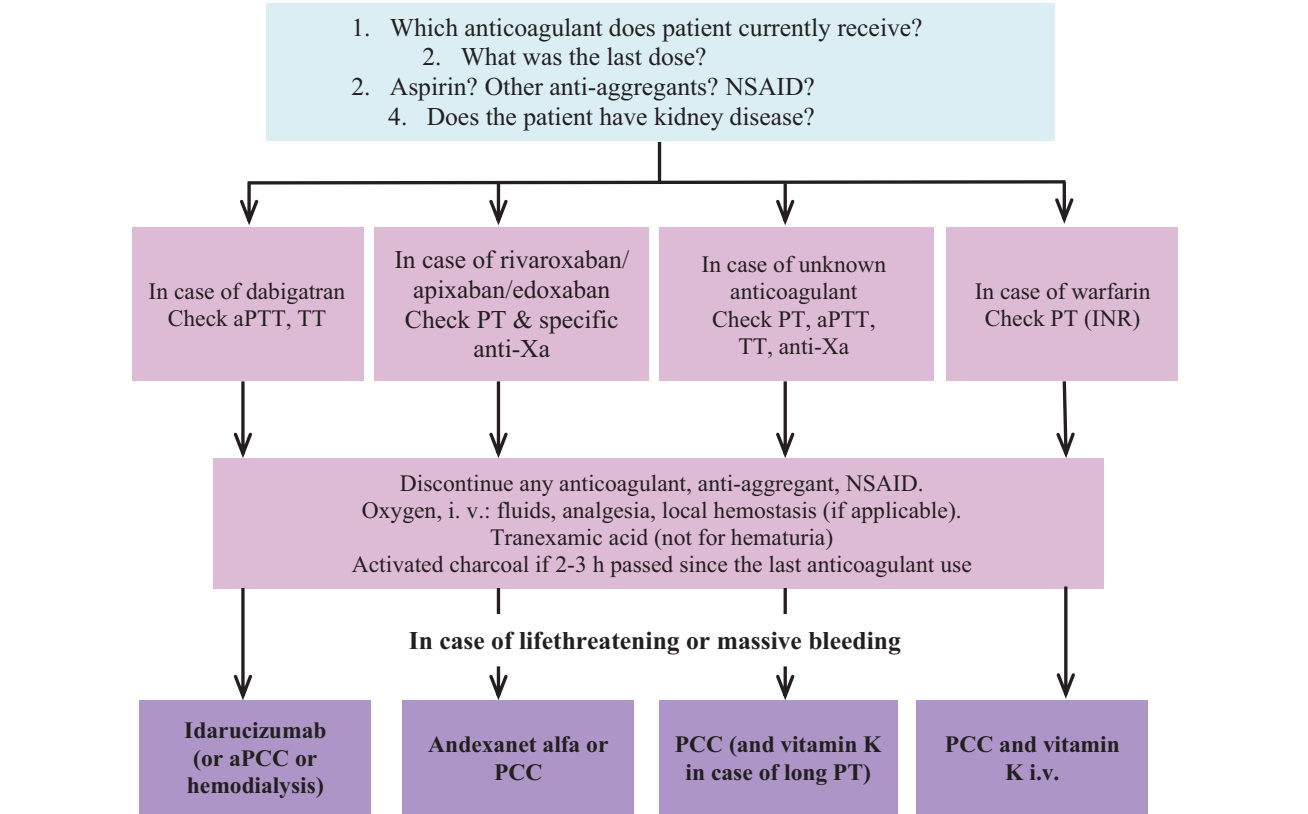 1. Which anticoagulant does patient currently receive?
2. What was the last dose?
2. Aspirin? Other anti-aggregants? NSAID?
4. Does the patient have kidney disease?
In case of dabigatran
Check aPTT, TT
In case of rivaroxaban/
apixaban/edoxaban
Check PT & specific
anti-Xa
In case of unknown
anticoagulant
Check PT, aPTT,
TT, anti-Xa
In case of warfarin
Check PT (INR)
Discontinue any anticoagulant, anti-aggregant, NSAID.
Oxygen, i. v.: fluids, analgesia, local hemostasis (if applicable).
Tranexamic acid (not for hematuria)
Activated charcoal if 2-3 h passed since the last anticoagulant use
In case of lifethreatening or massive bleeding
Idarucizumab
(or aPCC or
hemodialysis)
Andexanet alfa or
PCC
PCC (and vitamin K
in case of long PT)
PCC and vitamin
K i.v.